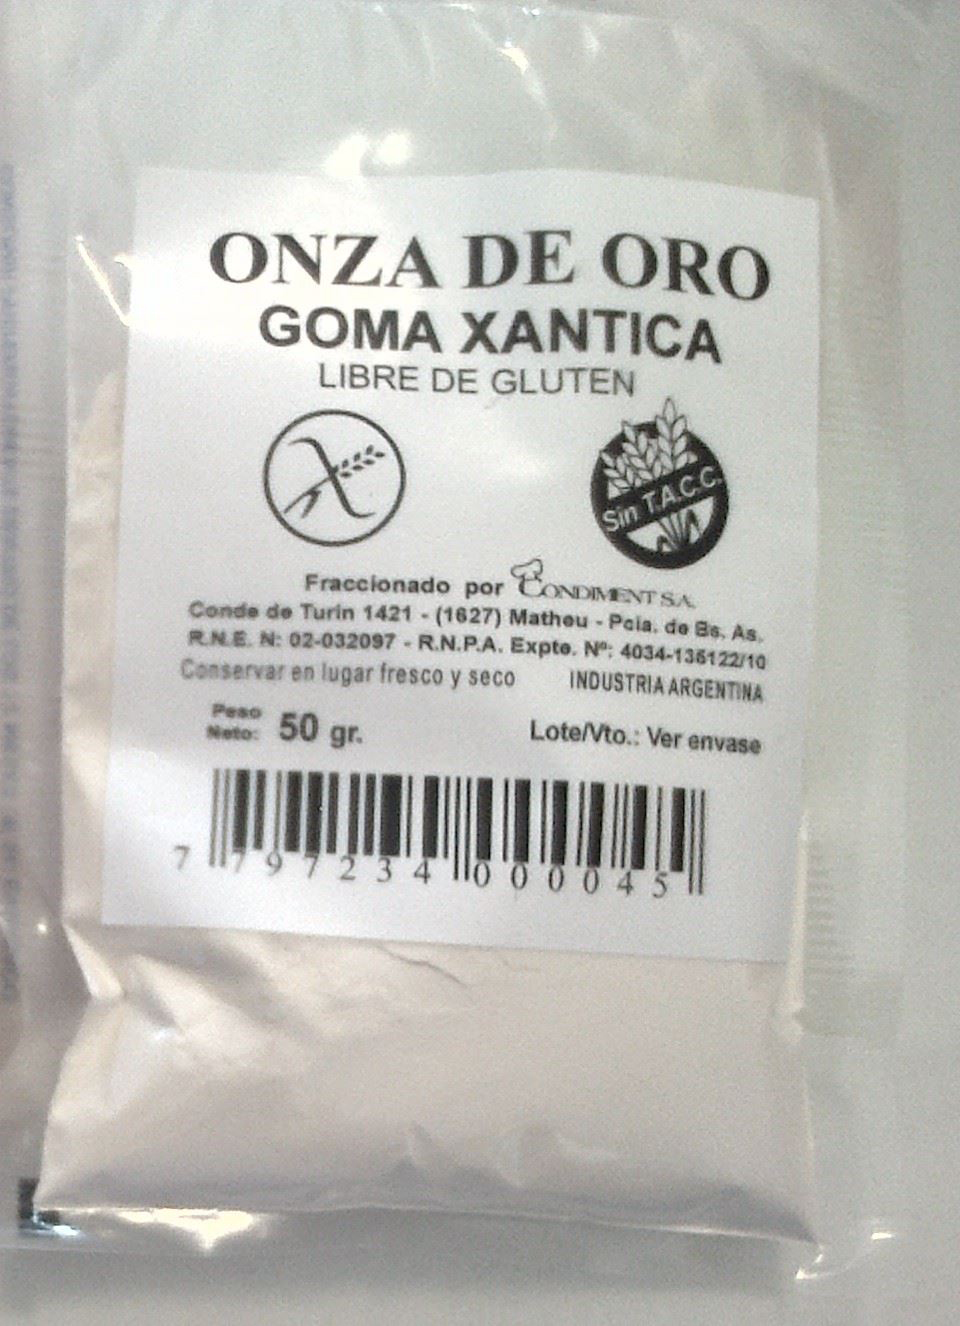 ONZA DE ORO
GOMA XANTICA
LIBRE DE GLUTEN
Sin T.A.C.C.
Fraccionado por CONDIMENT S.A.
Conde de Turin 1421 - (1627) Matheu - Pcia. de Bs. As.
R.N.E. N: 02-032097 - R.N.P.A. Expte. Nº: 4034-136122/10
Conservar en lugar fresco y seco INDUSTRIA ARGENTINA
Peso Neto: 50 gr. Lote/Vto.: Ver envase
7 797234 000045